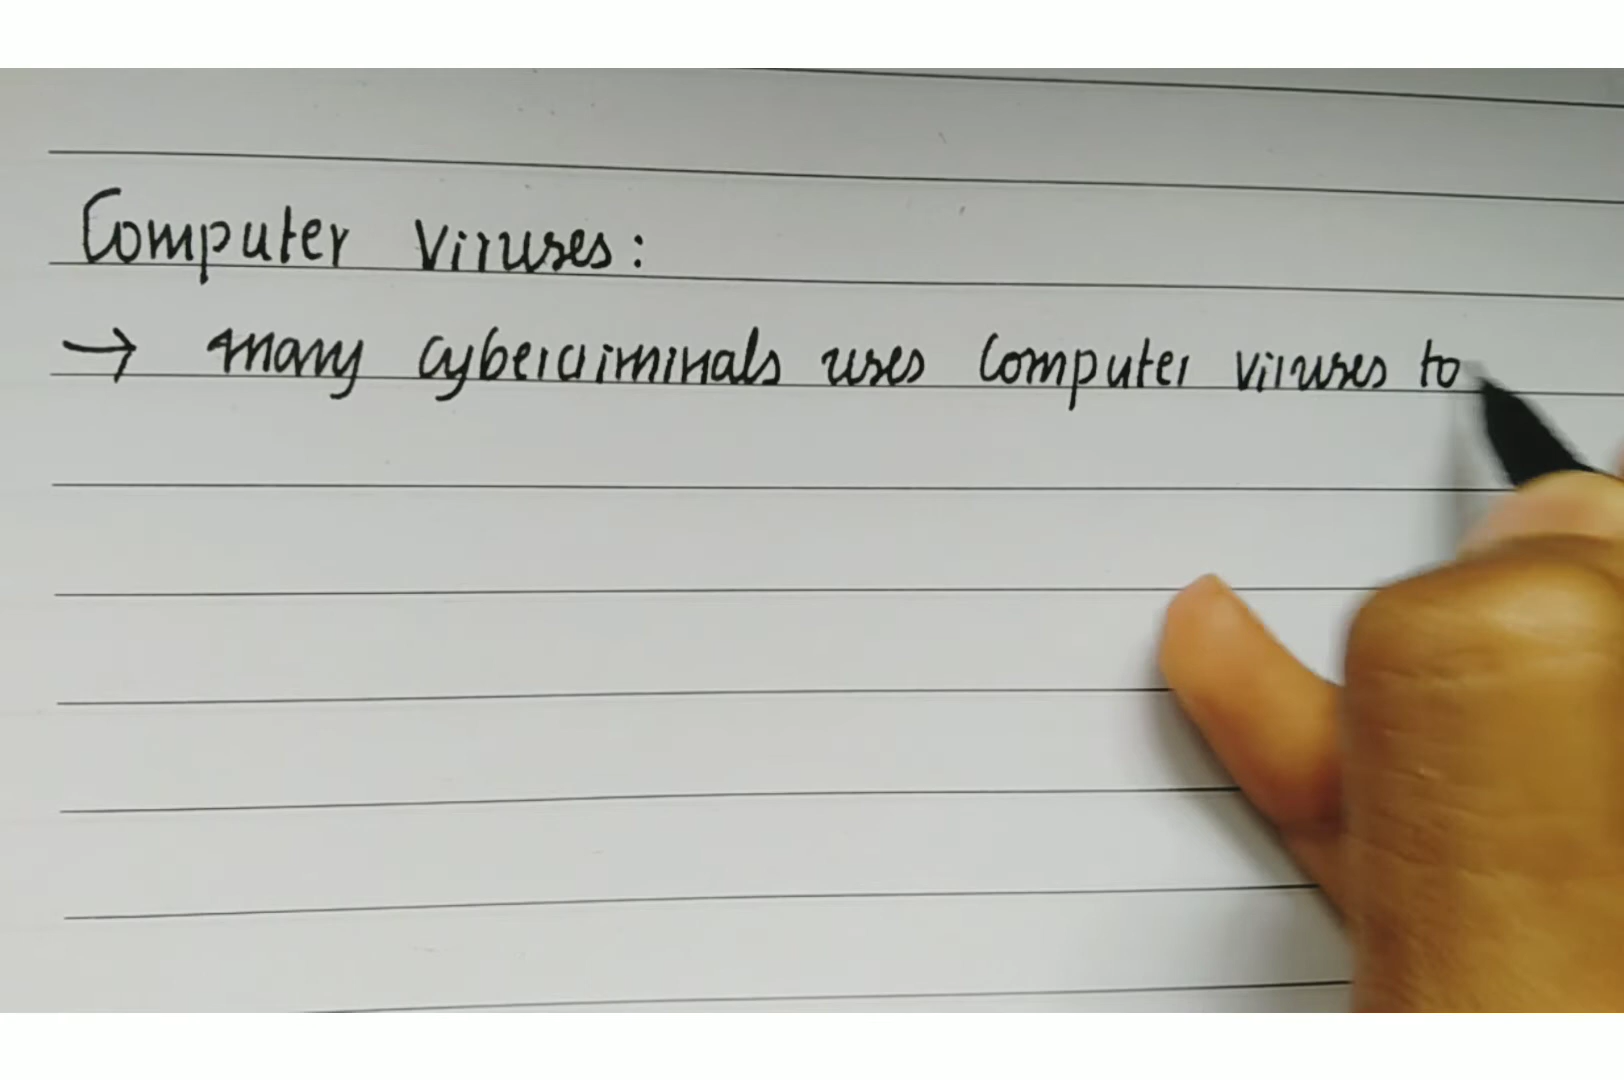 Computer Viruses:
→ many cybercriminals uses Computer viruses to